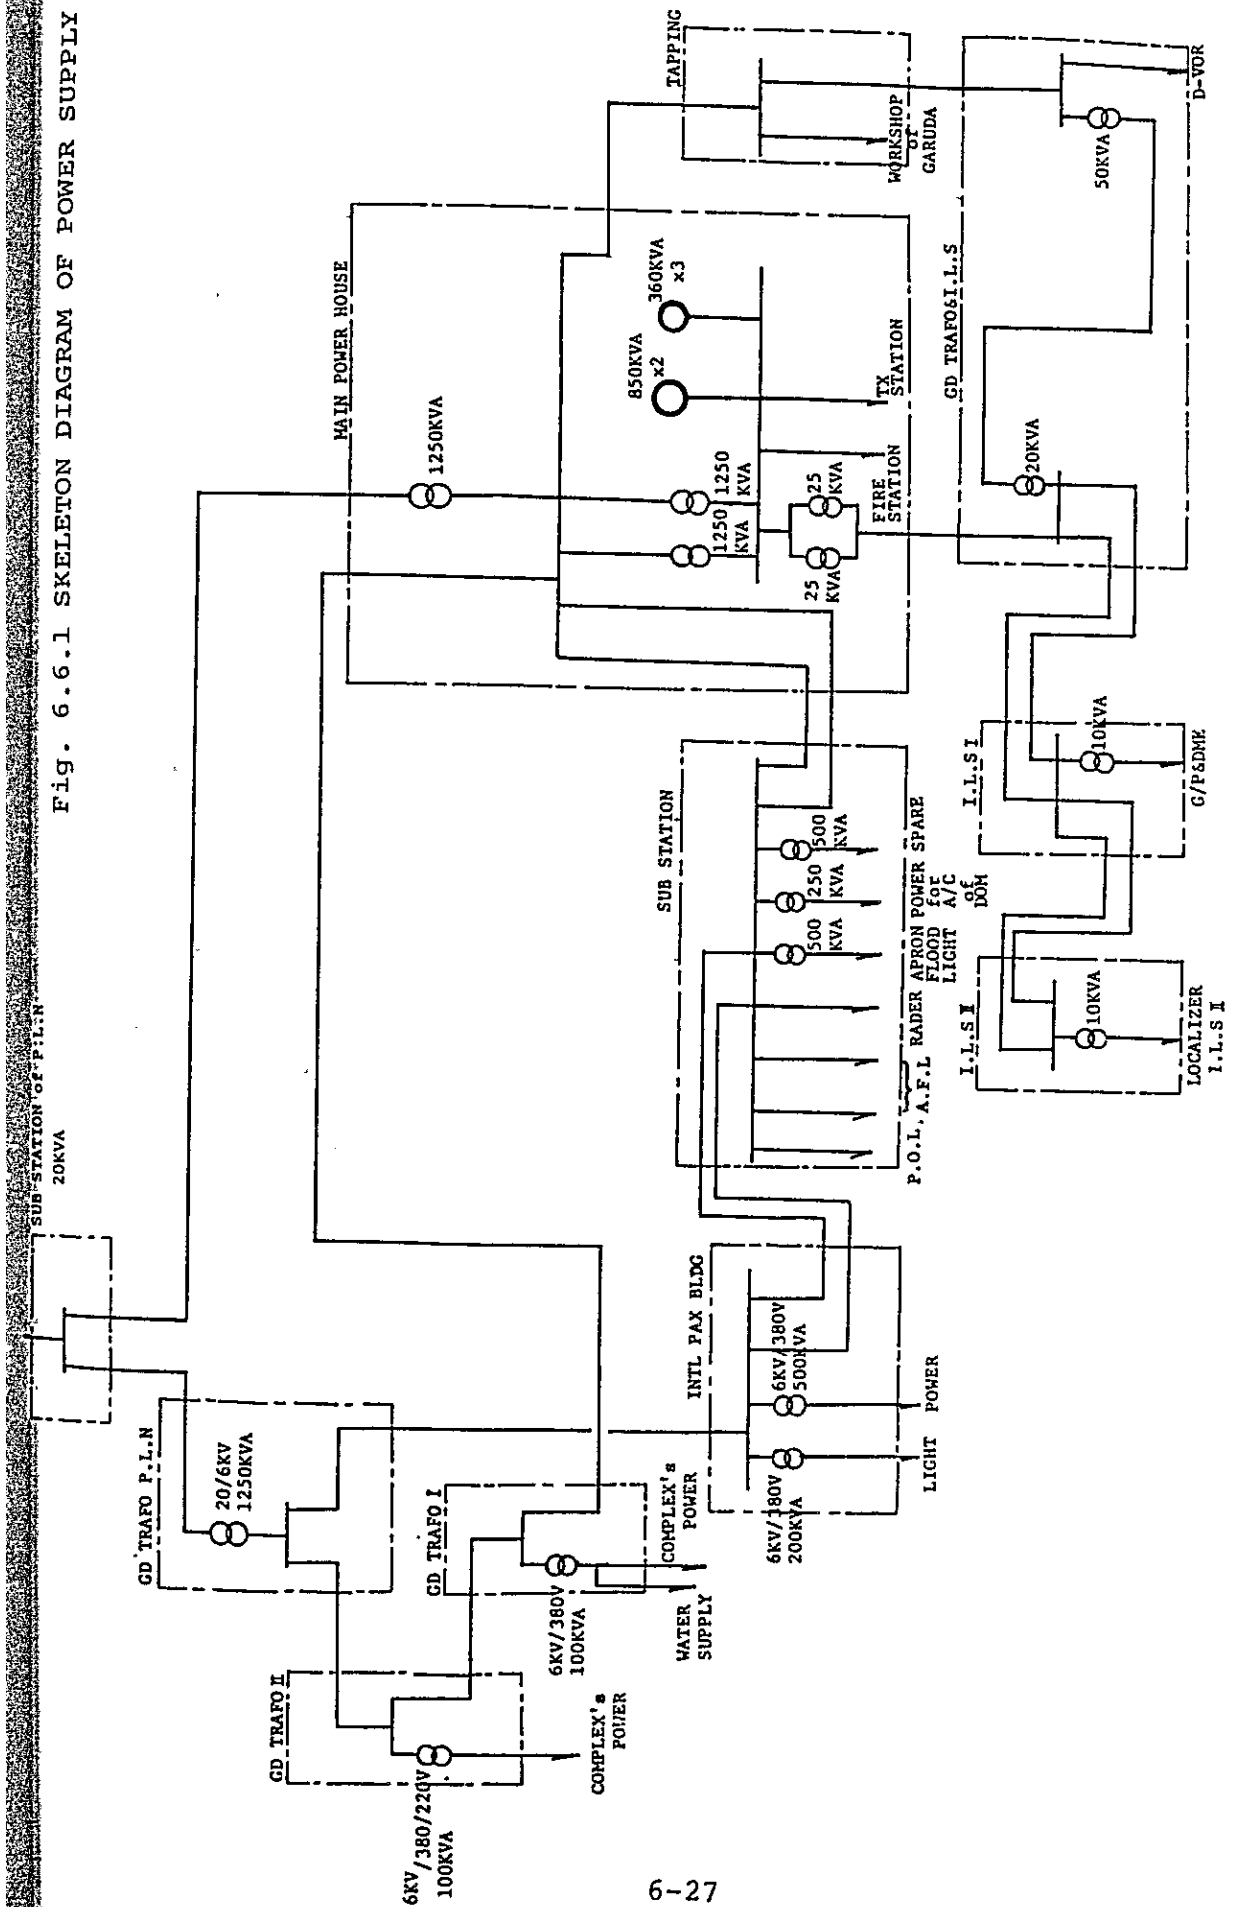 Fig. 6.6.1 SKELETON DIAGRAM OF POWER SUPPLY
SUB STATION of P.L.N
20KVA
GD TRAFO P.L.N
20/6KV
1250KVA
GD TRAFO II
6KV/380/220V
100KVA
COMPLEX's
POWER
GD TRAFO I
6KV/380V
100KVA
WATER
SUPPLY
COMPLEX's
POWER
INTL PAX BLDG
6KV/380V
200KVA
6KV/380V
500KVA
LIGHT
POWER
SUB STATION
500
KVA
250
KVA
500
KVA
P.O.L,
A.F.L
RADER
APRON
FLOOD
LIGHT
POWER
for
A/C
of
DOM
SPARE
MAIN POWER HOUSE
1250KVA
1250
KVA
1250
KVA
850KVA
x2
360KVA
x3
25
KVA
25
KVA
FIRE
STATION
TX
STATION
TAPPING
WORKSHOP
of
GARUDA
GD TRAFO&I.L.S
20KVA
50KVA
D-VOR
I.L.S I
10KVA
G/P&DME
I.L.S II
10KVA
LOCALIZER
I.L.S II
6-27